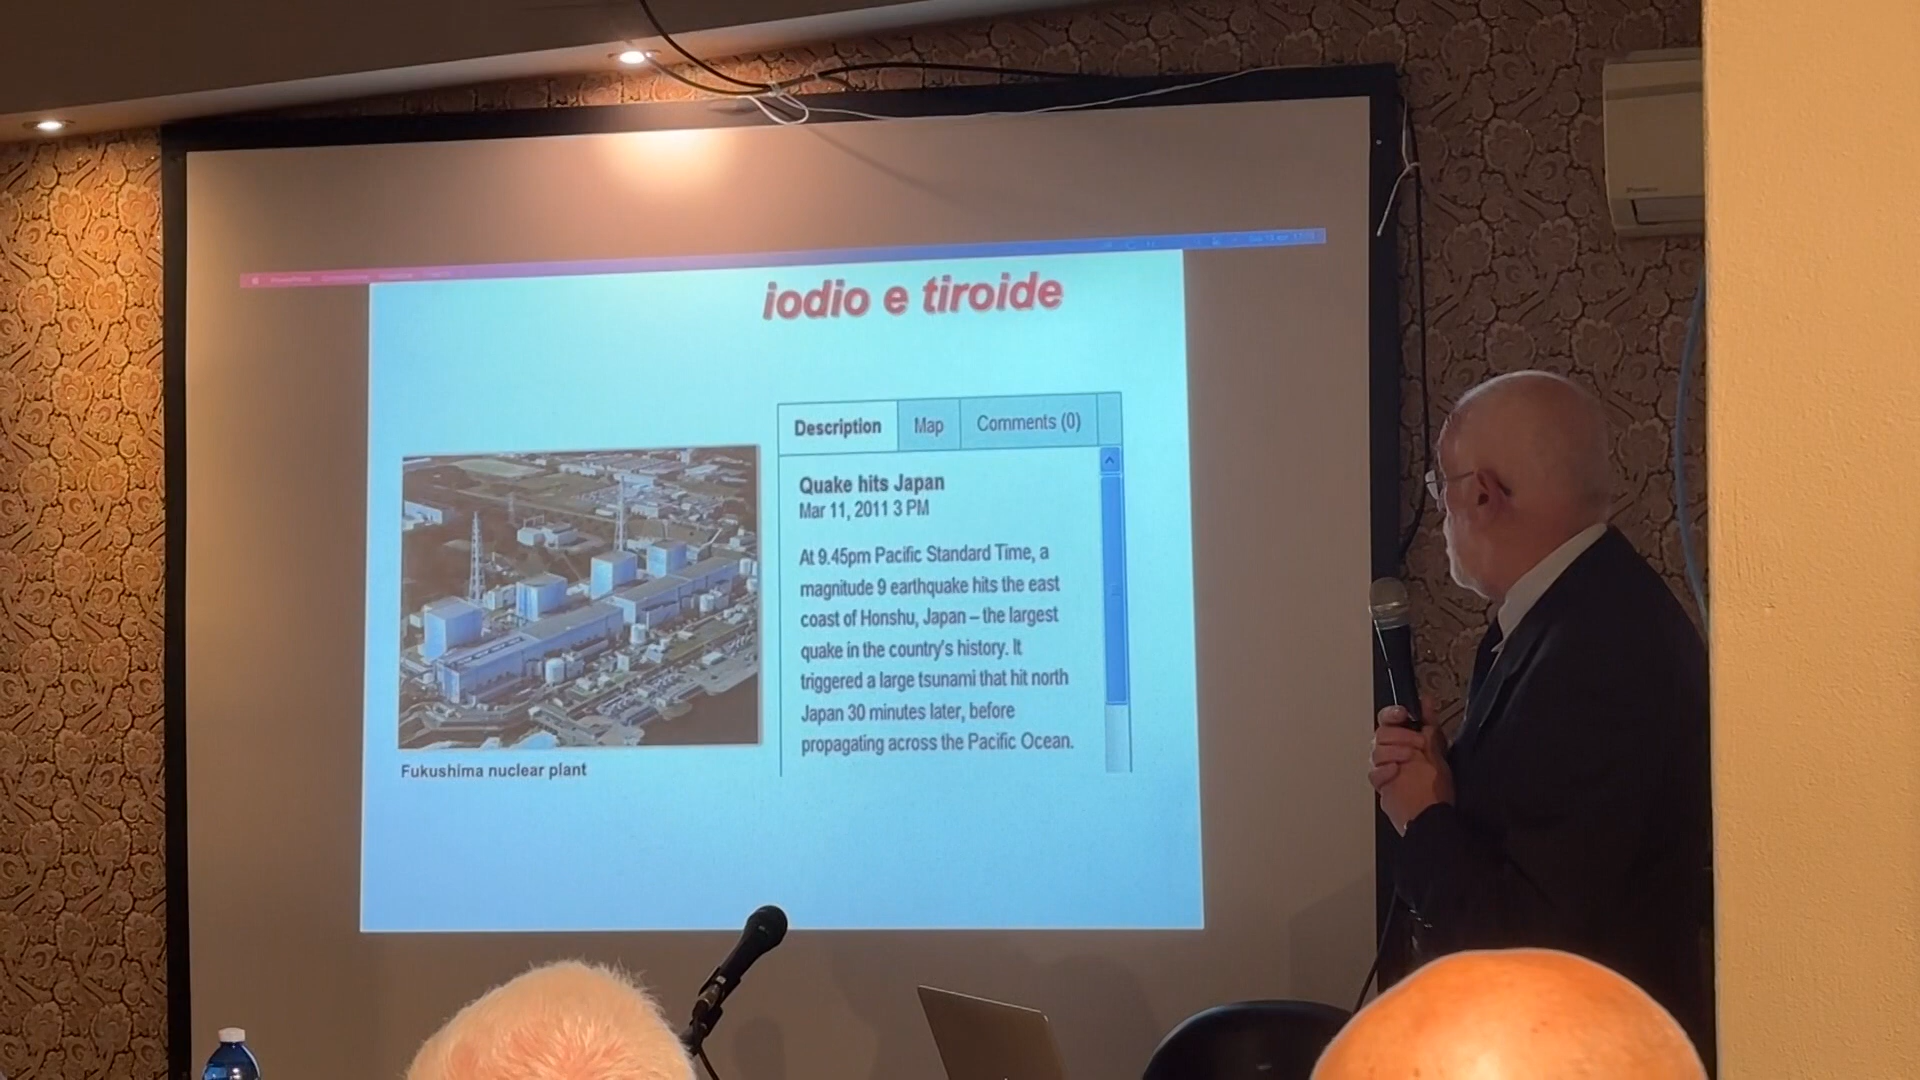 iodio e tiroide
Description
Map
Comments (0)
Quake hits Japan
Mar 11, 2011 3 PM
At 9.45pm Pacific Standard Time, a
magnitude 9 earthquake hits the east
coast of Honshu, Japan – the largest
quake in the country's history. It
triggered a large tsunami that hit north
Japan 30 minutes later, before
propagating across the Pacific Ocean.
Fukushima nuclear plant